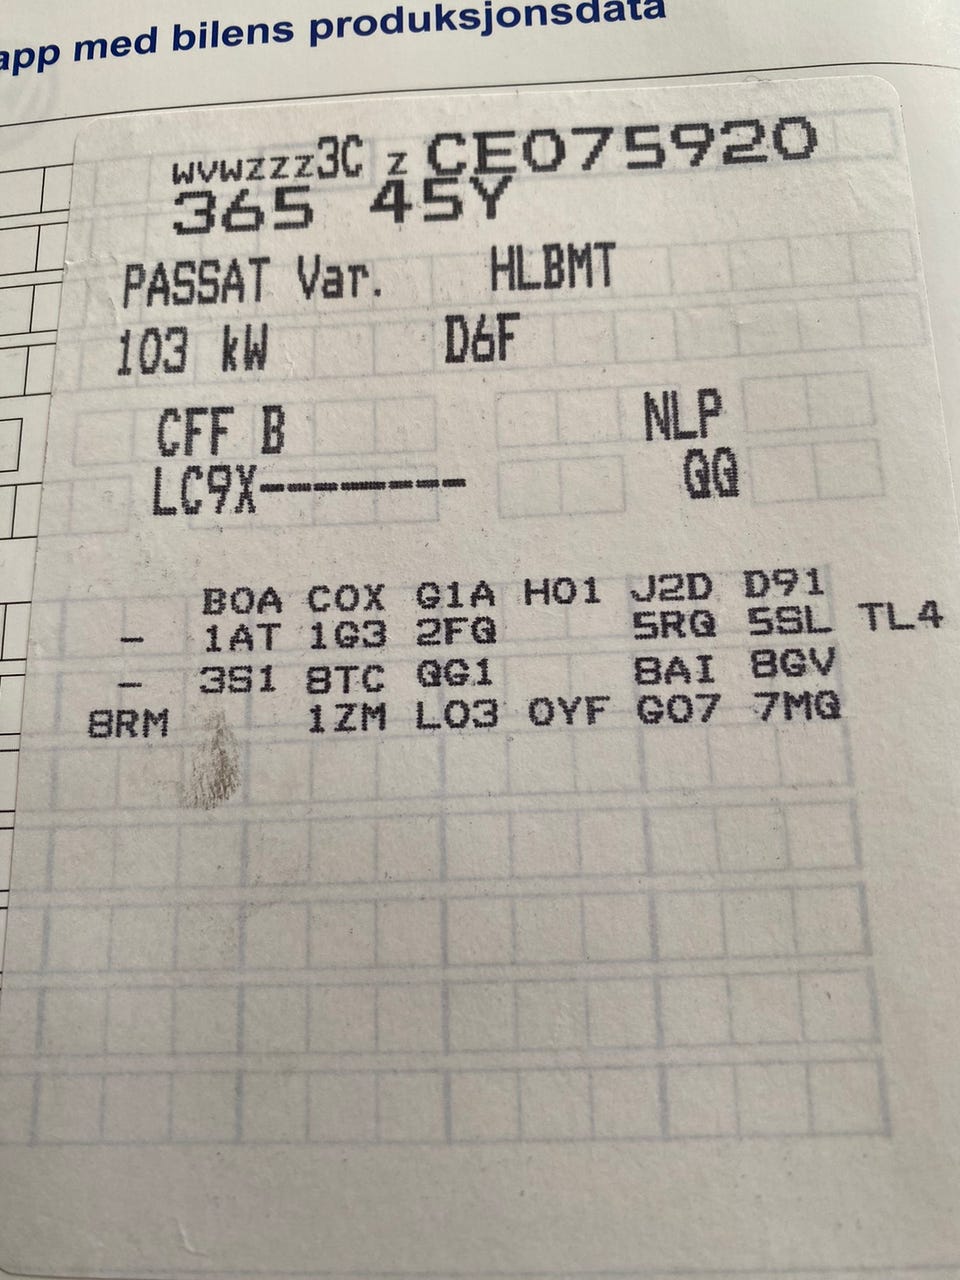 app med bilens produksjonsdata
WVWZZZ3C Z CE075920
365 45Y
PASSAT Var. HLBMT
103 kW D6F
CFF B NLP
LC9X-------- QG
B0A C0X G1A H01 J2D D91
- 1AT 1G3 2FQ 5RQ 5SL TL4
- 3S1 8TC QG1 8AI 8GV
8RM 1ZM L03 0YF G07 7MG